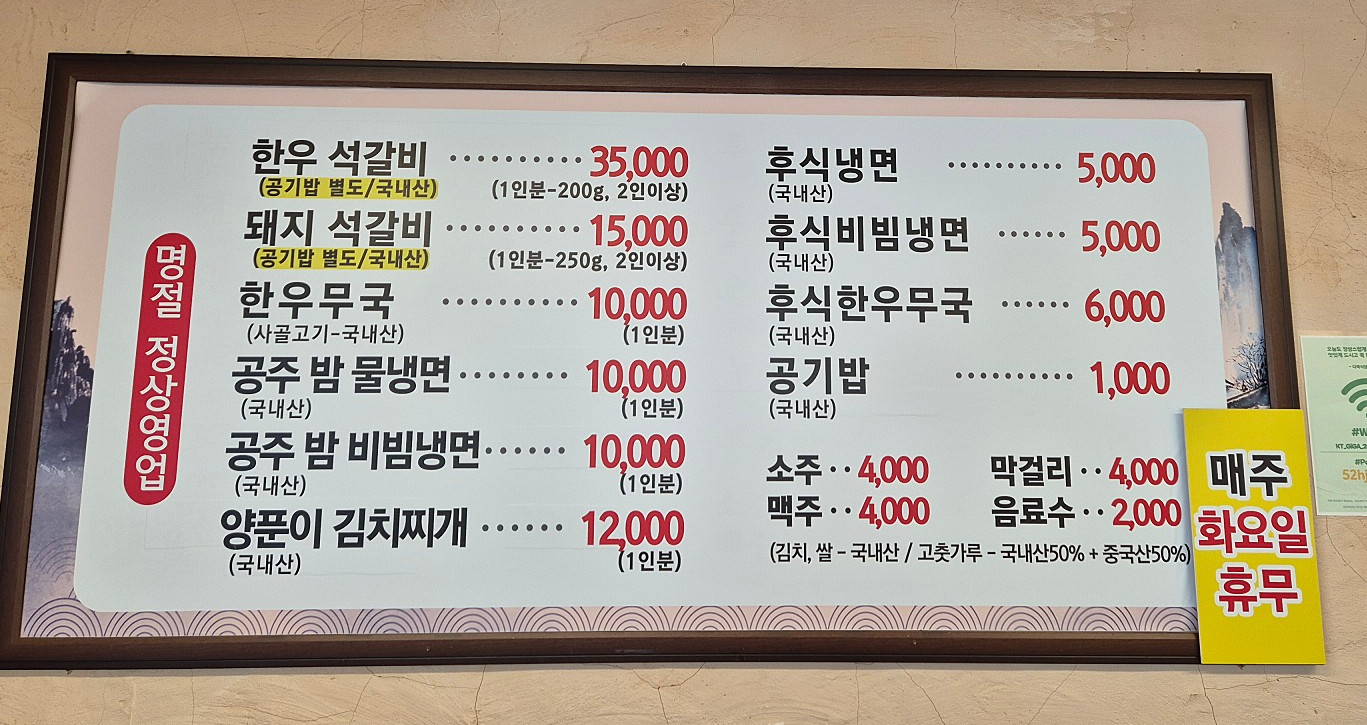 명절 정상영업
한우 석갈비 ·········· 35,000
(공기밥 별도/국내산) (1인분-200g, 2인이상)
돼지 석갈비 ·········· 15,000
(공기밥 별도/국내산) (1인분-250g, 2인이상)
한우무국 ·········· 10,000
(사골고기-국내산) (1인분)
공주 밤 물냉면 ········ 10,000
(국내산) (1인분)
공주 밤 비빔냉면 ······ 10,000
(국내산) (1인분)
양푼이 김치찌개 ······ 12,000
(국내산) (1인분)
후식냉면 ·········· 5,000
(국내산)
후식비빔냉면 ······ 5,000
(국내산)
후식한우무국 ······ 6,000
(국내산)
공기밥 ·········· 1,000
(국내산)
소주 ·· 4,000 막걸리 ·· 4,000
맥주 ·· 4,000 음료수 ·· 2,000
(김치, 쌀 - 국내산 / 고춧가루 - 국내산50% + 중국산50%)
매주
화요일
휴무